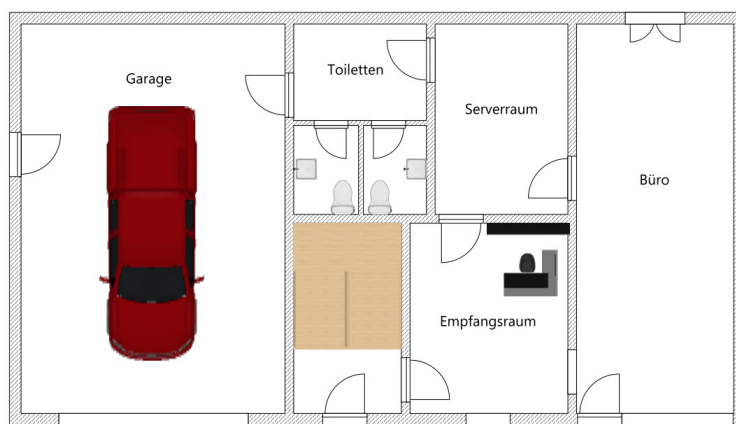 Toiletten
Garage
Serverraum
Büro
Empfangsraum